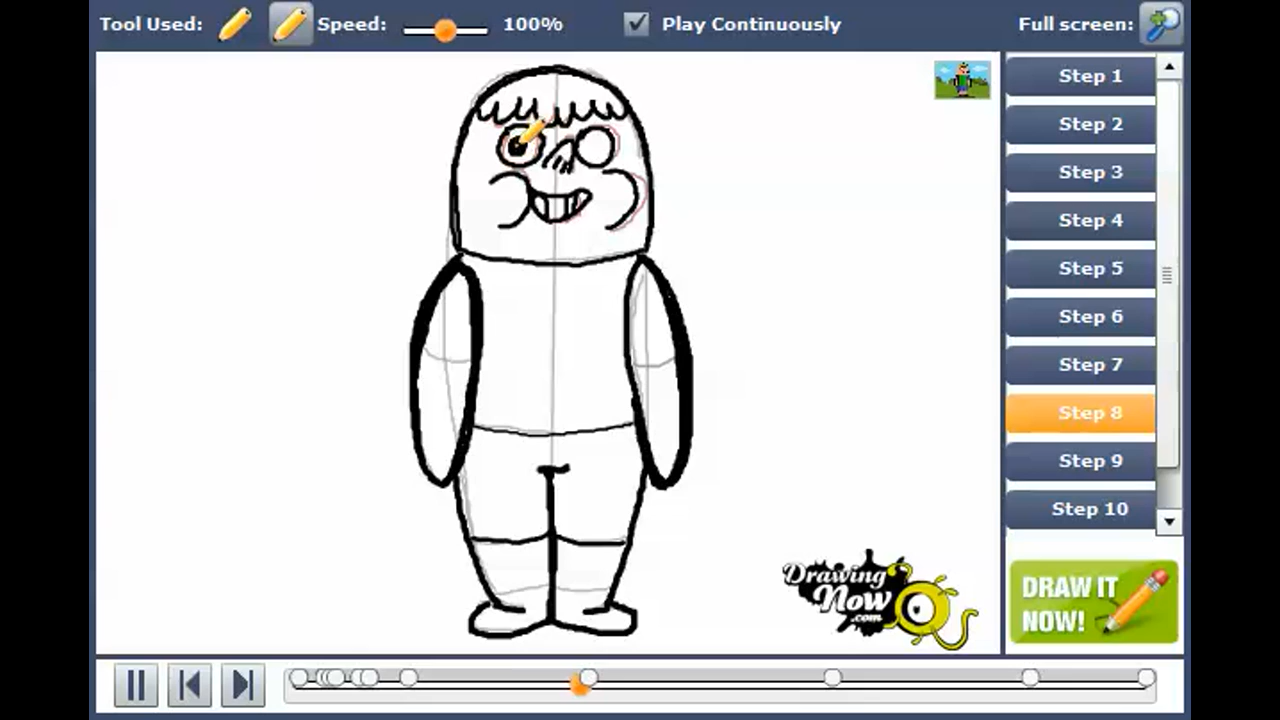 Tool Used: Speed: 100% Play Continuously Full screen:
Step 1
Step 2
Step 3
Step 4
Step 5
Step 6
Step 7
Step 8
Step 9
Step 10
Drawing
Now
.com
DRAW IT
NOW!